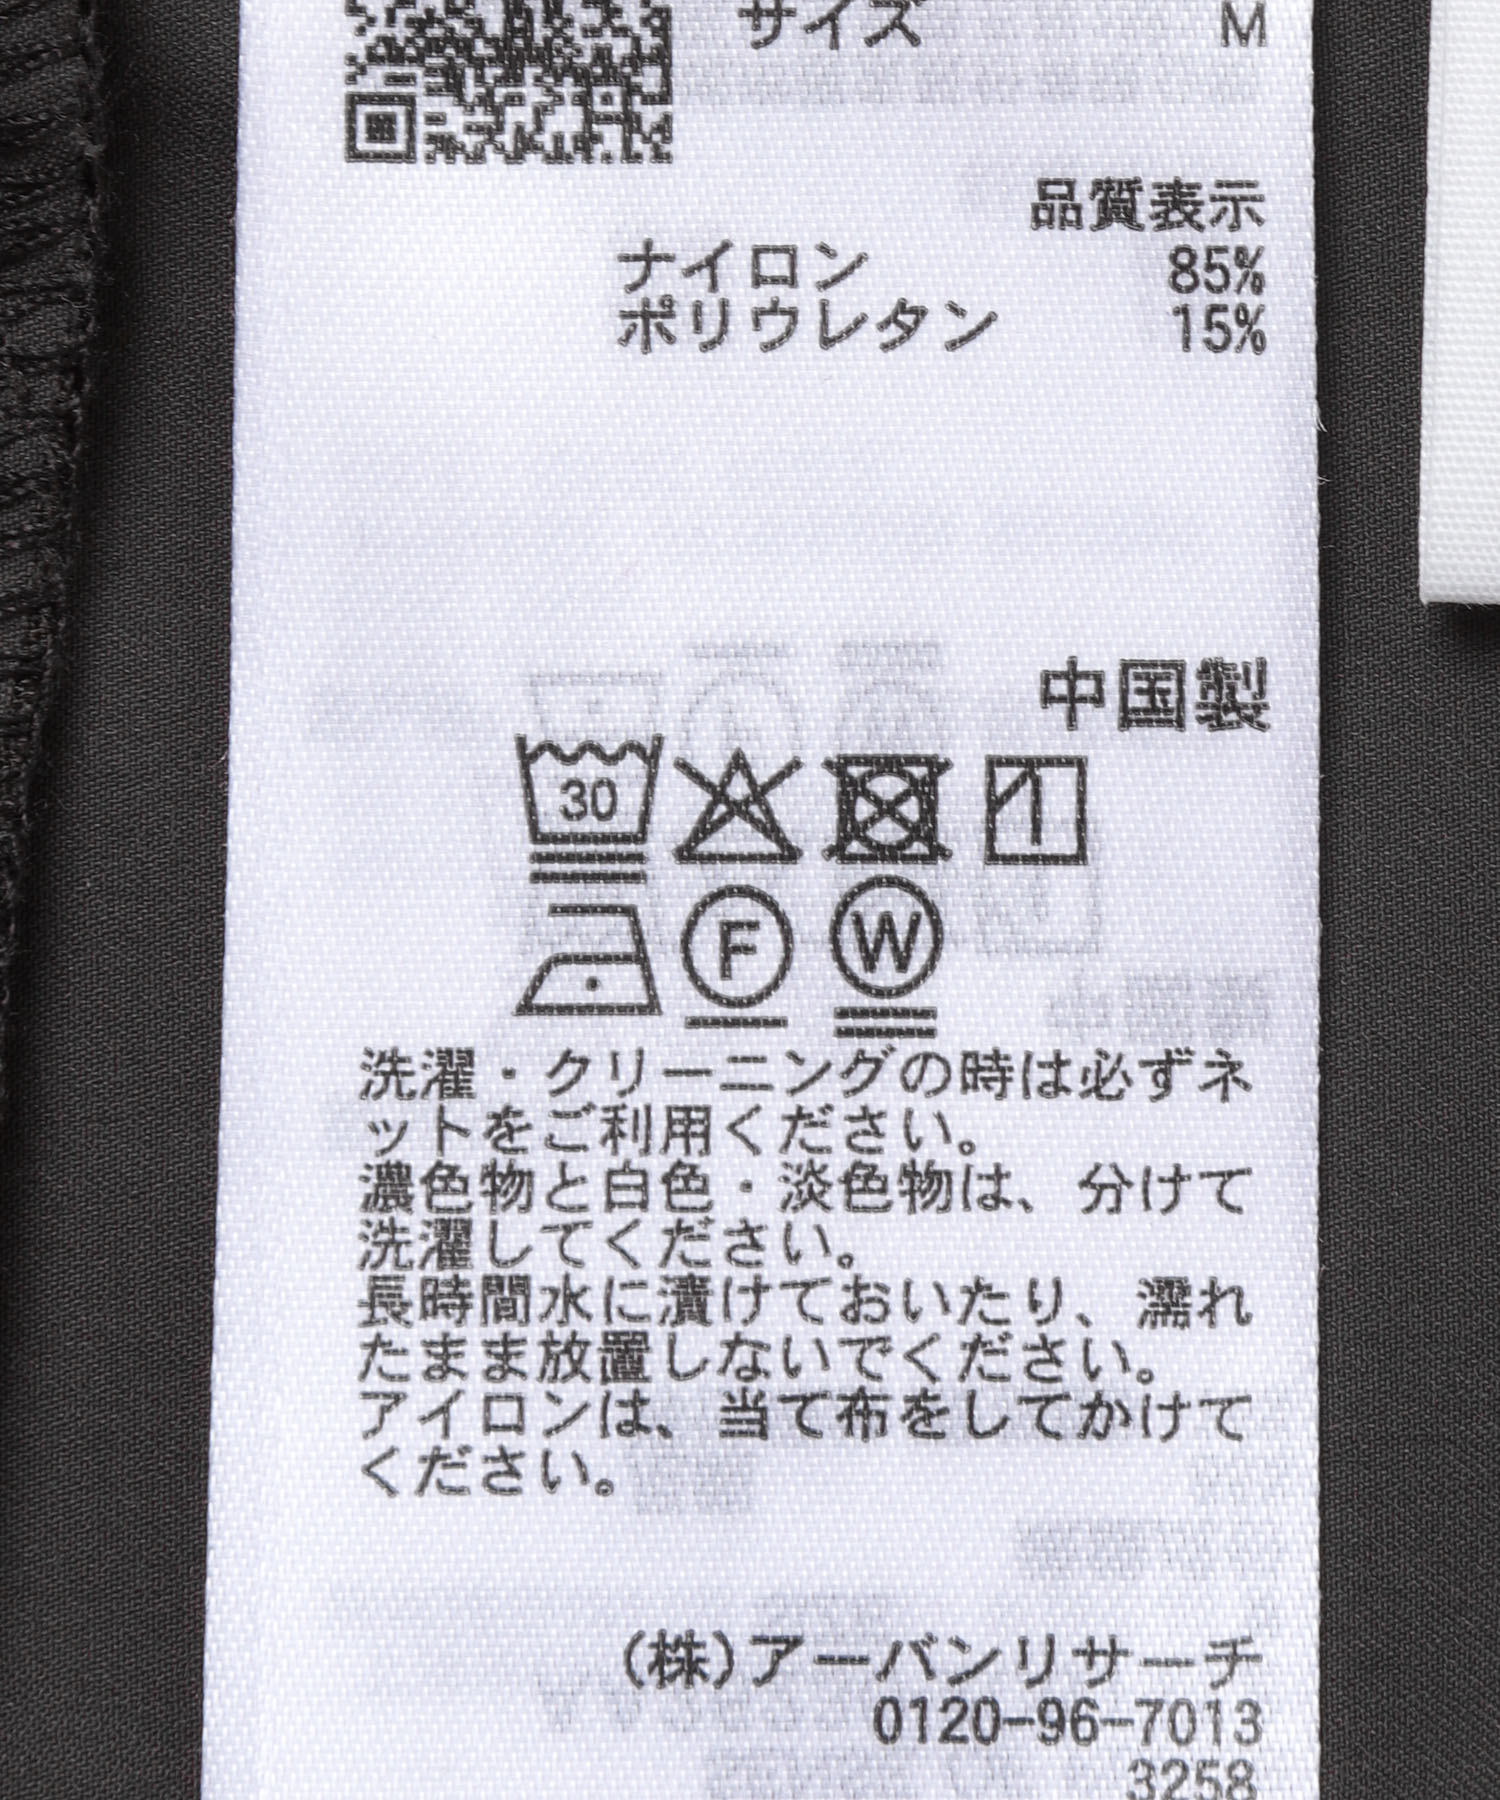 サイズ M
品質表示
ナイロン 85%
ポリウレタン 15%
中国製
30
F W
洗濯・クリーニングの時は必ずネ
ットをご利用ください。
濃色物と白色・淡色物は、分けて
洗濯してください。
長時間水に漬けておいたり、濡れ
たまま放置しないでください。
アイロンは、当て布をしてかけて
ください。
(株)アーバンリサーチ
0120-96-7013
3258